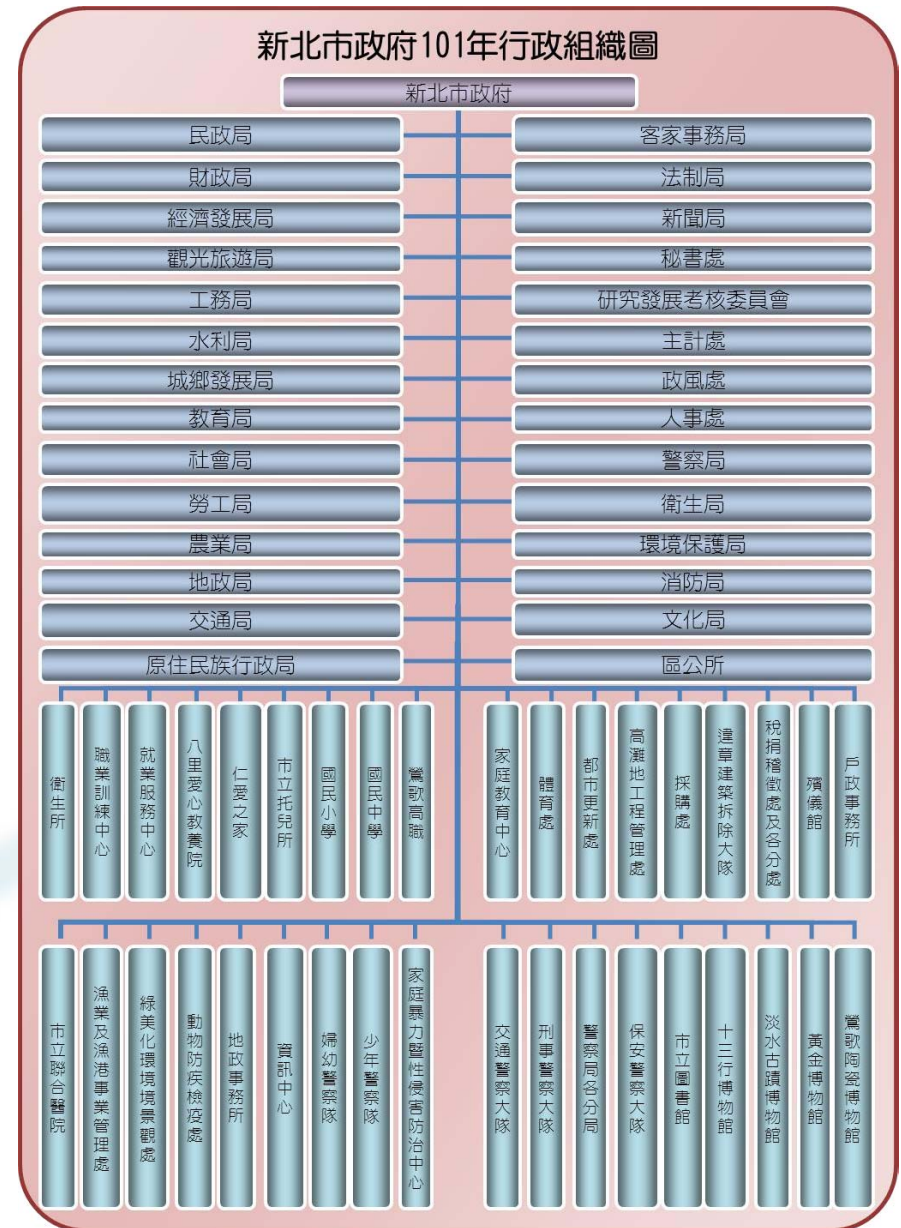 新北市政府101年行政組織圖
新北市政府
民政局
客家事務局
財政局
法制局
經濟發展局
新聞局
觀光旅遊局
秘書處
工務局
研究發展考核委員會
水利局
主計處
城鄉發展局
政風處
教育局
人事處
社會局
警察局
勞工局
衛生局
農業局
環境保護局
地政局
消防局
交通局
文化局
原住民族行政局
區公所
衛生所
職業訓練中心
就業服務中心
八里愛心教養院
仁愛之家
市立托兒所
國民小學
國民中學
鶯歌高職
家庭教育中心
體育處
都市更新處
高灘地工程管理處
採購處
違章建築拆除大隊
稅捐稽徵處及各分處
殯儀館
戶政事務所
市立聯合醫院
漁業及漁港事業管理處
綠美化環境境景觀處
動物防疾檢疫處
地政事務所
資訊中心
婦幼警察隊
少年警察隊
家庭暴力暨性侵害防治中心
交通警察大隊
刑事警察大隊
警察局各分局
保安警察大隊
市立圖書館
十三行博物館
淡水古蹟博物館
黃金博物館
鶯歌陶瓷博物館